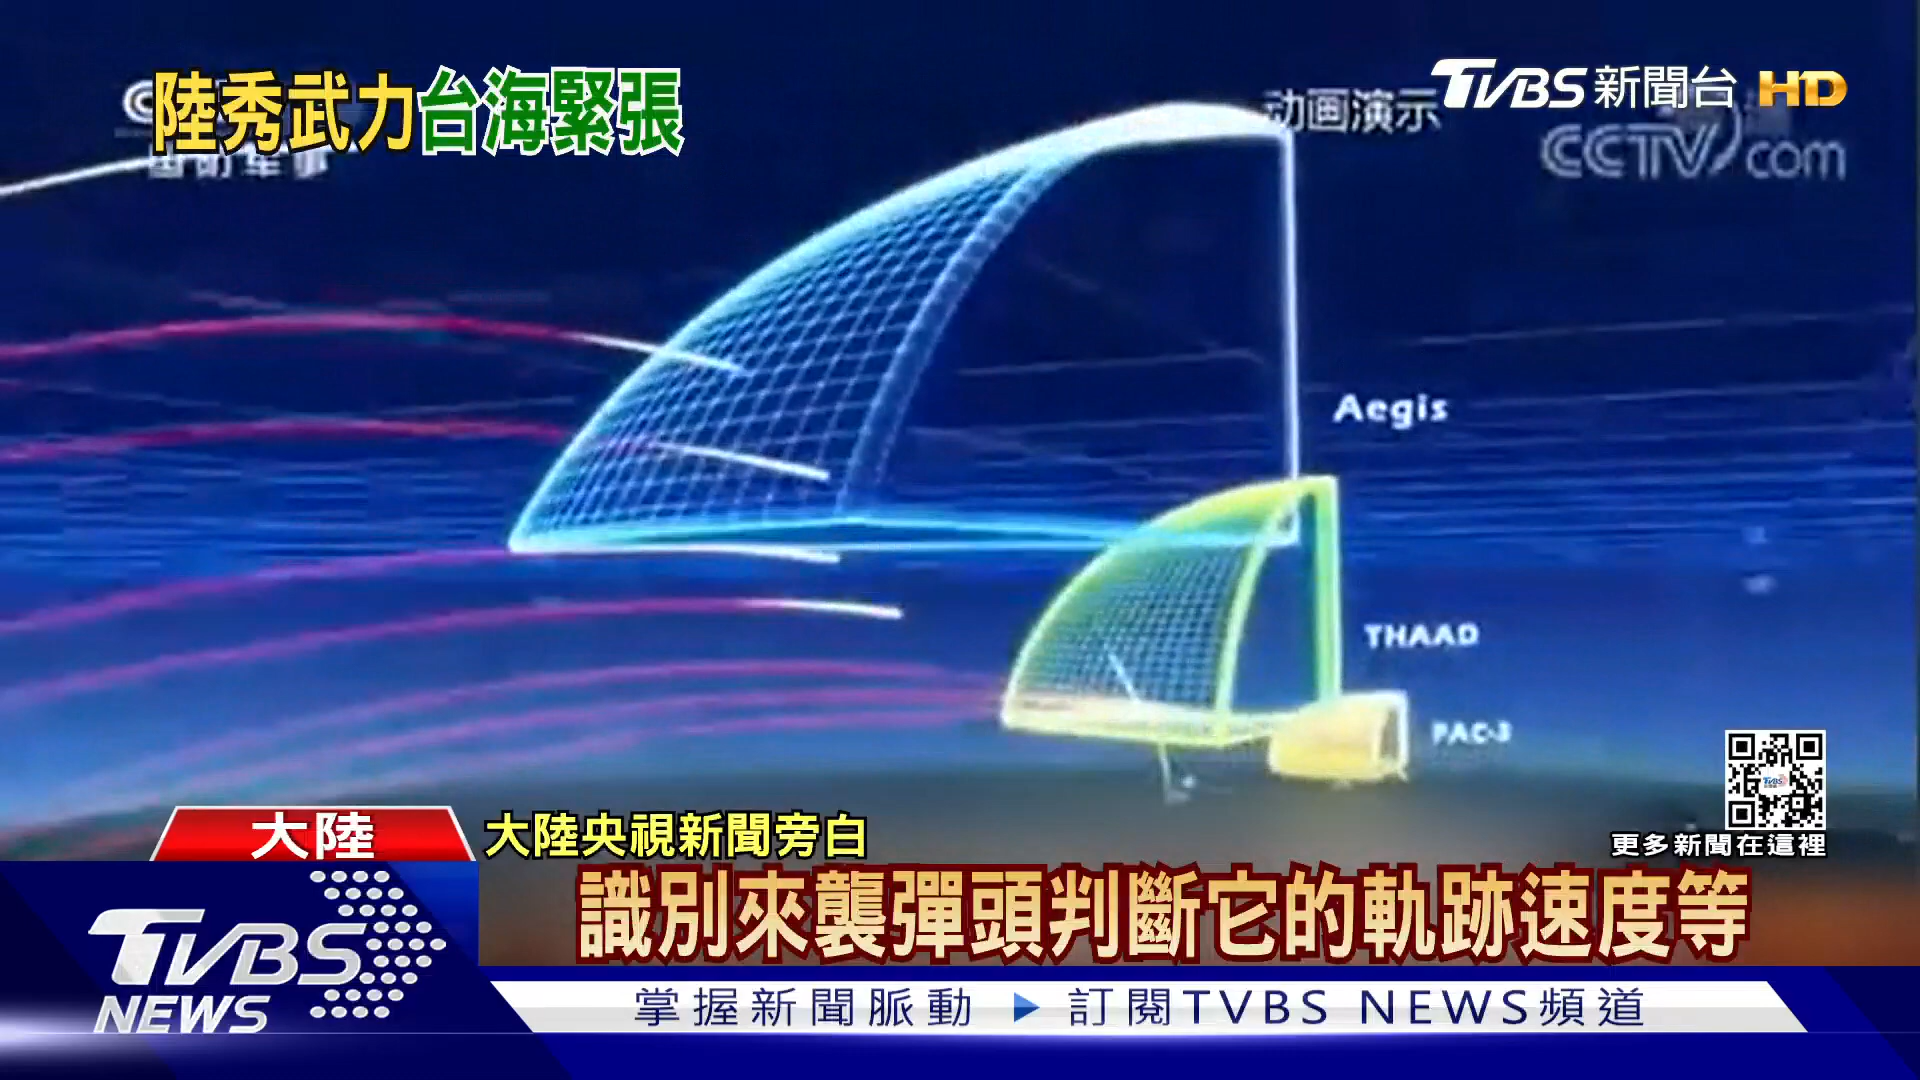 陸秀武力台海緊張
TVBS新聞台 HD
动画演示
CCTV com
国防军事
Aegis
THAAD
PAC-3
更多新聞在這裡
大陸
大陸央視新聞旁白
識別來襲彈頭判斷它的軌跡速度等
TVBS
NEWS
掌握新聞脈動 ▶ 訂閱TVBS NEWS頻道